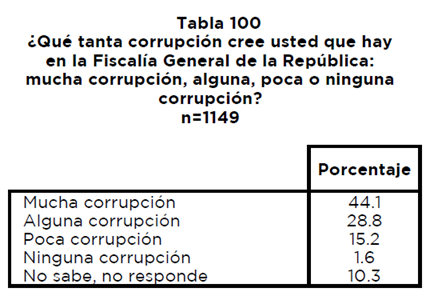 Tabla 100
¿Qué tanta corrupción cree usted que hay
en la Fiscalía General de la República:
mucha corrupción, alguna, poca o ninguna
corrupción?
n=1149
Porcentaje
Mucha corrupción 44.1
Alguna corrupción 28.8
Poca corrupción 15.2
Ninguna corrupción 1.6
No sabe, no responde 10.3